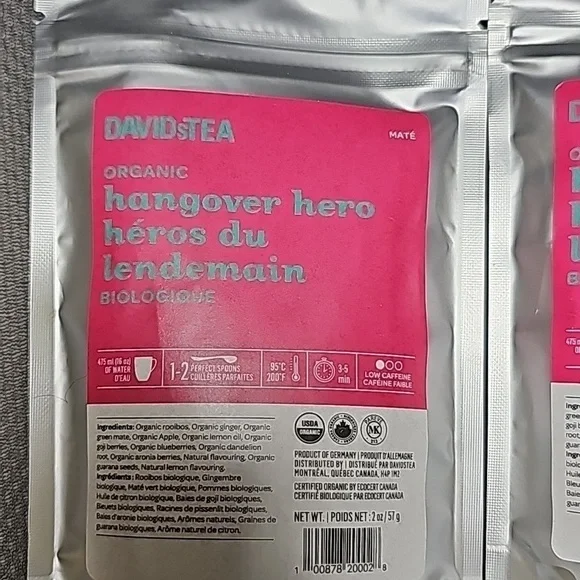 DAVIDsTEA
MATÉ
ORGANIC
hangover hero
héros du
lendemain
BIOLOGIQUE
475 ml (16 oz)
OF WATER
D'EAU
1-2 PERFECT SPOONS
CUILLÈRES PARFAITES
95°C
200°F
3-5
min
LOW CAFFEINE
CAFÉINE FAIBLE
Ingredients: Organic rooibos, Organic ginger, Organic
green mate, Organic Apple, Organic lemon oil, Organic
goji berries, Organic blueberries, Organic dandelion
root, Organic aronia berries, Natural flavouring, Organic
guarana seeds, Natural lemon flavouring.
Ingrédients: Rooibos biologique, Gingembre
biologique, Maté vert biologique, Pommes biologiques,
Huile de citron biologique, Baies de goji biologiques,
Bleuets biologiques, Racines de pissenlit biologiques,
Baies d'aronie biologiques, Arômes naturels, Graines de
guarana biologiques, Arôme naturel de citron.
USDA
ORGANIC
MK
PRODUCT OF GERMANY | PRODUIT D'ALLEMAGNE
DISTRIBUTED BY | DISTRIBUÉ PAR DAVIDSTEA
MONTRÉAL, QUÉBEC CANADA, H4P 1M2
CERTIFIED ORGANIC BY ECOCERT CANADA
CERTIFIÉ BIOLOGIQUE PAR ECOCERT CANADA
NET WT. | POIDS NET : 2 oz / 57 g
1 00878 20002 8